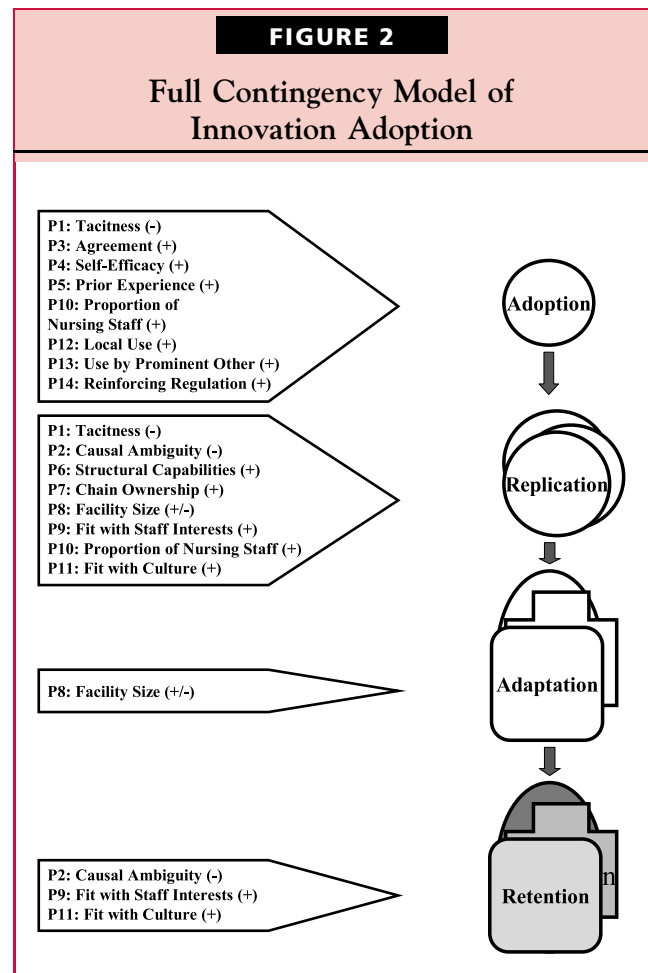 FIGURE 2
Full Contingency Model of
Innovation Adoption
P1: Tacitness (-)
P3: Agreement (+)
P4: Self-Efficacy (+)
P5: Prior Experience (+)
P10: Proportion of
Nursing Staff (+)
P12: Local Use (+)
P13: Use by Prominent Other (+)
P14: Reinforcing Regulation (+)
Adoption
P1: Tacitness (-)
P2: Causal Ambiguity (-)
P6: Structural Capabilities (+)
P7: Chain Ownership (+)
P8: Facility Size (+/-)
P9: Fit with Staff Interests (+)
P10: Proportion of Nursing Staff (+)
P11: Fit with Culture (+)
Replication
P8: Facility Size (+/-)
Adaptation
P2: Causal Ambiguity (-)
P9: Fit with Staff Interests (+)
P11: Fit with Culture (+)
Retention